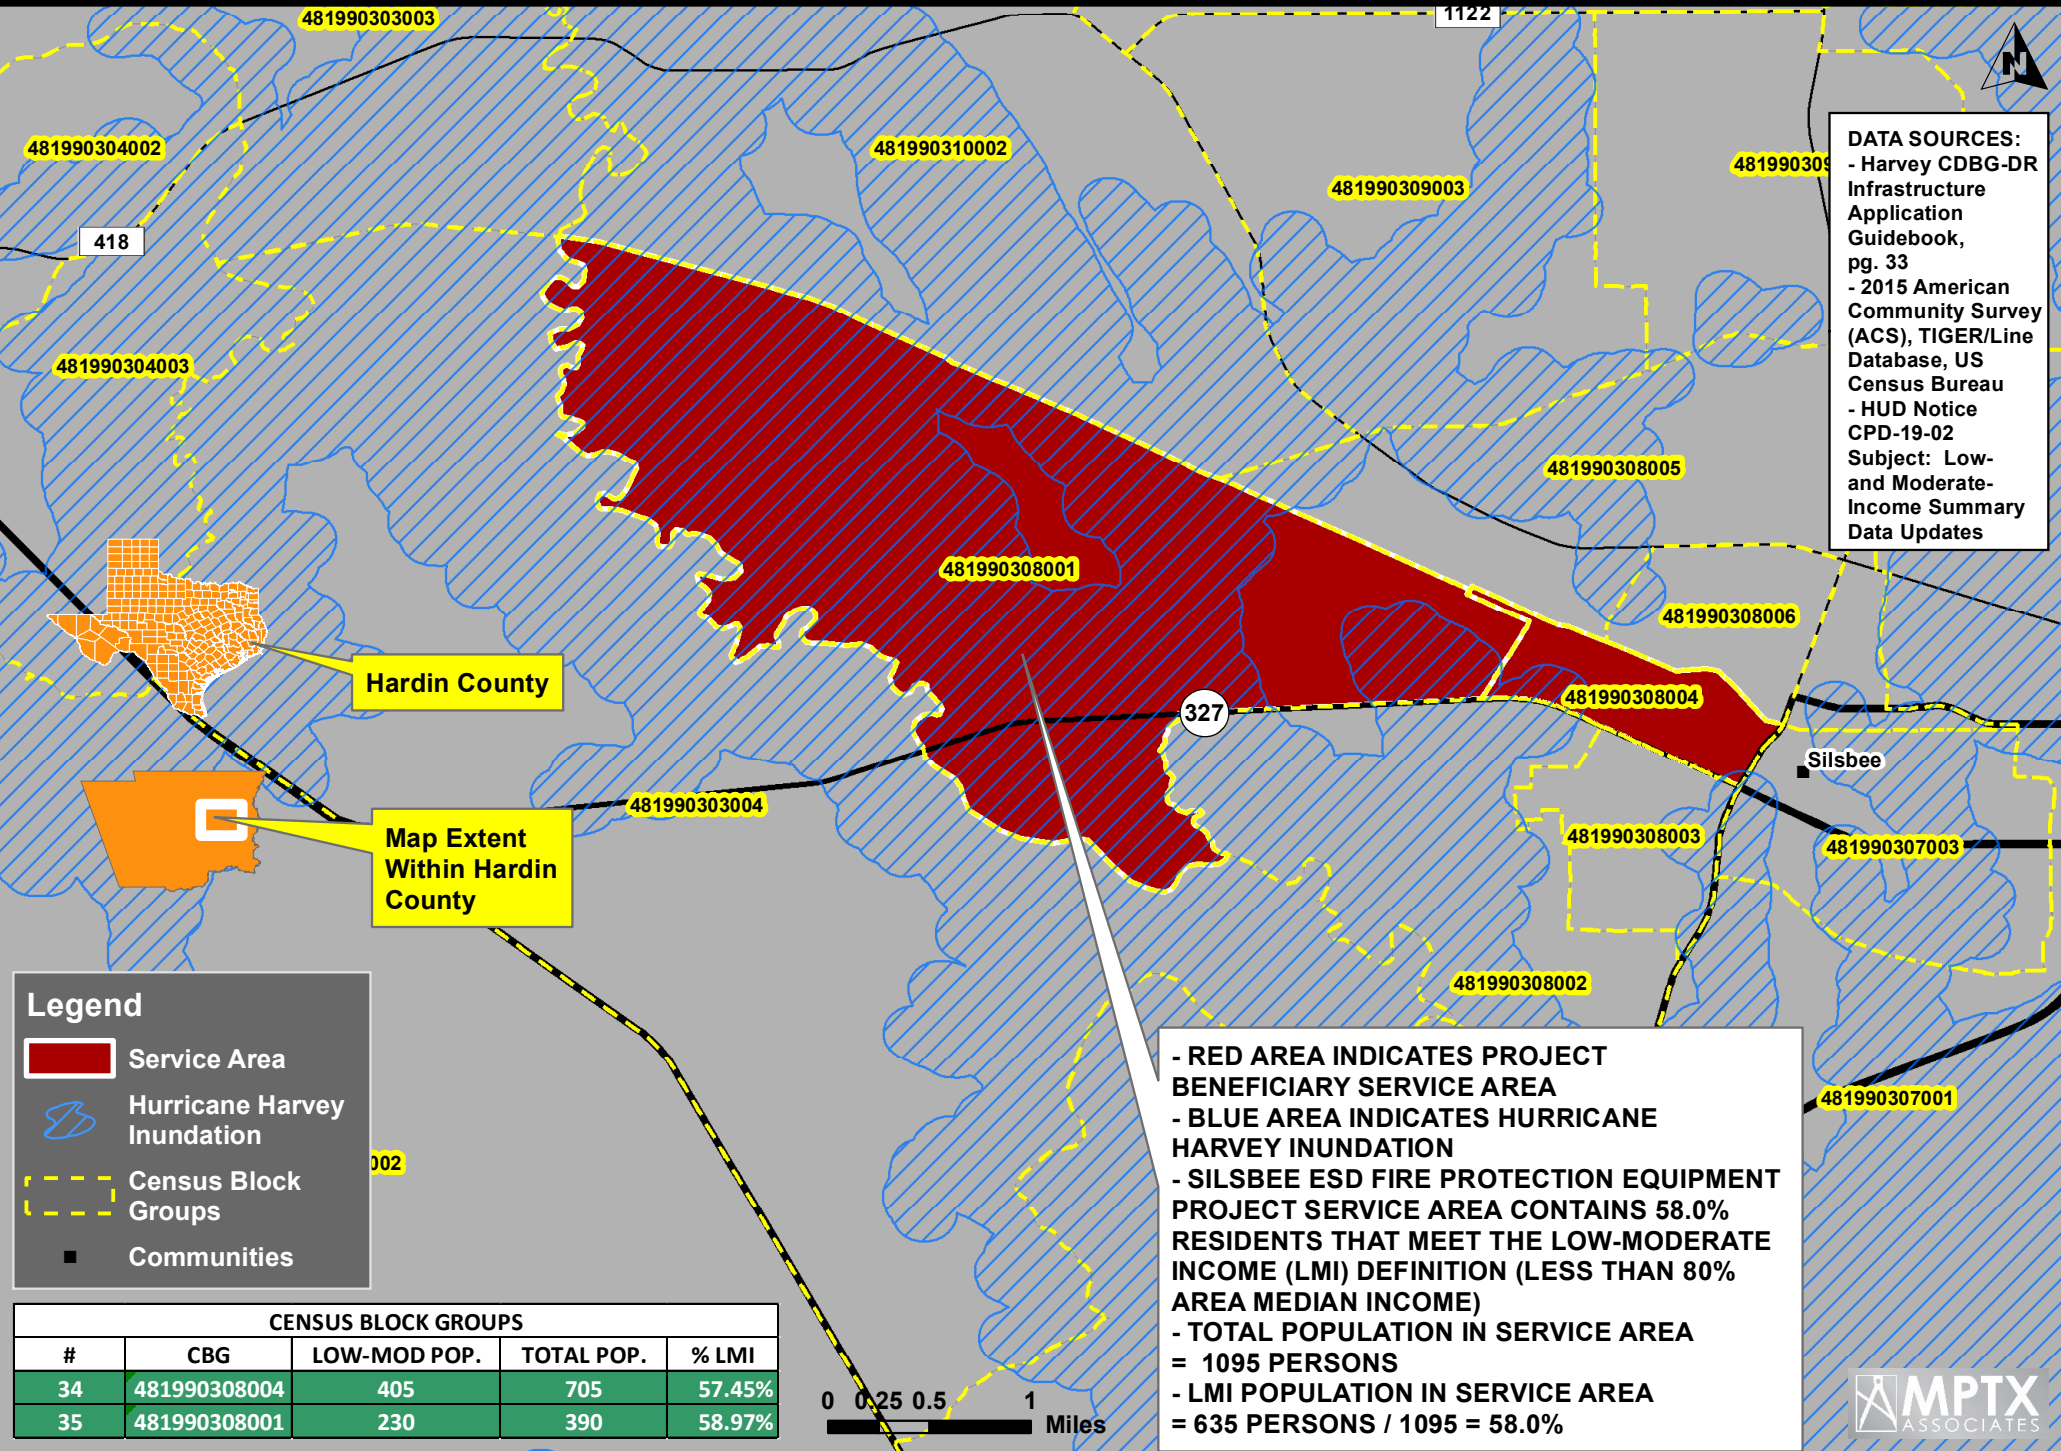 481990303003
1122
N
481990304002
481990310002
481990309003
481990309
418
DATA SOURCES:
- Harvey CDBG-DR
Infrastructure
Application
Guidebook,
pg. 33
- 2015 American
Community Survey
(ACS), TIGER/Line
Database, US
Census Bureau
- HUD Notice
CPD-19-02
Subject: Low-
and Moderate-
Income Summary
Data Updates
481990304003
481990308005
481990308001
481990308006
Hardin County
481990308004
327
Silsbee
481990303004
Map Extent
Within Hardin
County
481990308003
481990307003
481990308002
481990307001
Legend
Service Area
Hurricane Harvey
Inundation
Census Block
Groups
Communities
002
- RED AREA INDICATES PROJECT
BENEFICIARY SERVICE AREA
- BLUE AREA INDICATES HURRICANE
HARVEY INUNDATION
- SILSBEE ESD FIRE PROTECTION EQUIPMENT
PROJECT SERVICE AREA CONTAINS 58.0%
RESIDENTS THAT MEET THE LOW-MODERATE
INCOME (LMI) DEFINITION (LESS THAN 80%
AREA MEDIAN INCOME)
- TOTAL POPULATION IN SERVICE AREA
= 1095 PERSONS
- LMI POPULATION IN SERVICE AREA
= 635 PERSONS / 1095 = 58.0%
CENSUS BLOCK GROUPS
# CBG LOW-MOD POP. TOTAL POP. % LMI
34 481990308004 405 705 57.45%
35 481990308001 230 390 58.97%
0 0.25 0.5 1
Miles
MPTX
ASSOCIATES